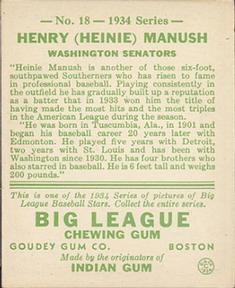 No. 18 — 1934 Series
HENRY (HEINIE) MANUSH
WASHINGTON SENATORS
"Heinie Manush is another of those six-foot,
southpawed Southerners who has risen to fame
in professional baseball. Playing consistently in
the outfield he has gradually built up a reputation
as a batter that in 1933 won him the title of
having made the most hits and the most triples
in the American League during the season.
"He was born in Tuscumbia, Ala., in 1901 and
began his baseball career 20 years later with
Edmonton. He played five years with Detroit,
two years with St. Louis and has been with
Washington since 1930. He has four brothers who
also starred in baseball. He is 6 feet tall and weighs
200 pounds."
This is one of the 1934 Series of pictures of Big
League Baseball Stars. Collect the entire series.
BIG LEAGUE
CHEWING GUM
GOUDEY GUM CO. BOSTON
Made by the originators of
INDIAN GUM